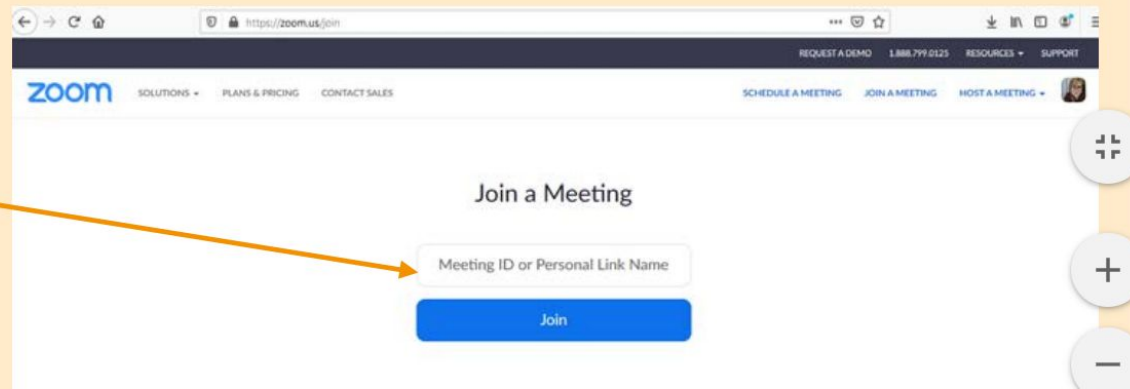 https://zoom.us/join
REQUEST A DEMO 1.888.799.0125 RESOURCES SUPPORT
zoom SOLUTIONS PLANS & PRICING CONTACT SALES SCHEDULE A MEETING JOIN A MEETING HOST A MEETING
Join a Meeting
Meeting ID or Personal Link Name
Join